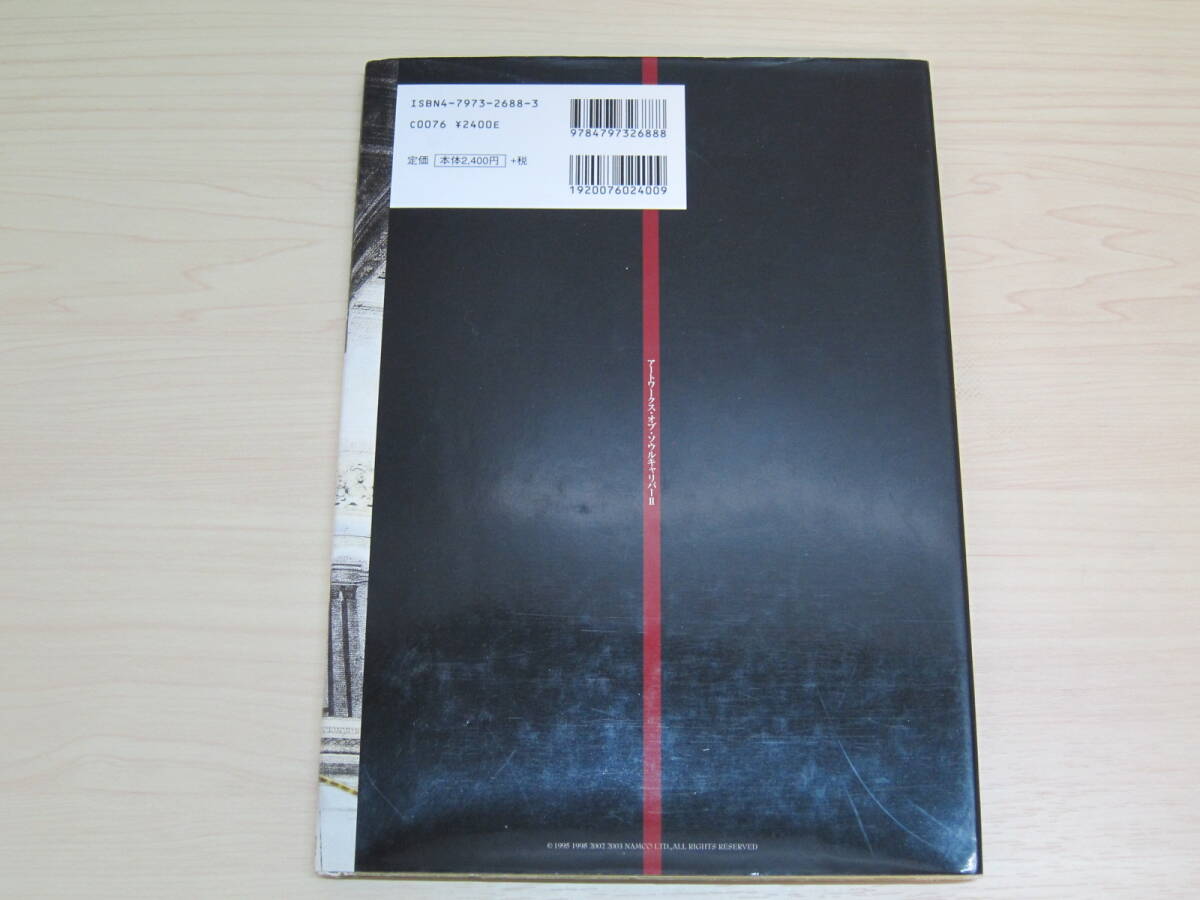 ISBN4-7973-2688-3
C0076 ¥2400E
定価 本体2,400円 +税
9784797326888
1920076024009
アートワークス・オブ・ソウルキャリバーII
© 1995 1998 2002 2003 NAMCO LTD., ALL RIGHTS RESERVED